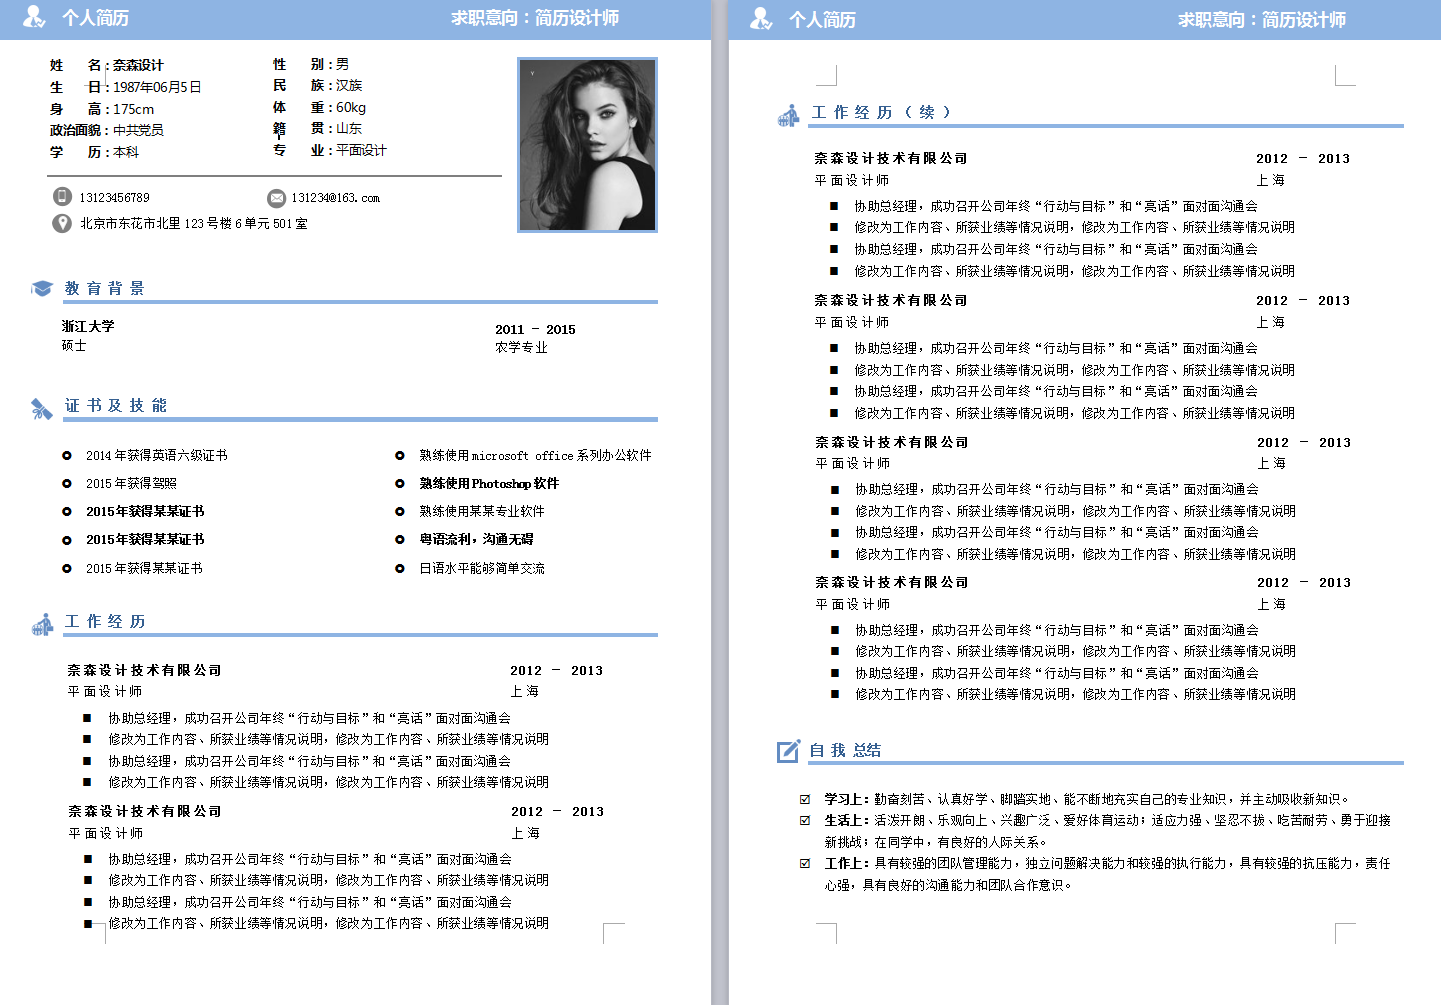 个人简历 求职意向：简历设计师
姓 名：奈森设计 性 别：男
生 日：1987年06月5日 民 族：汉族
身 高：175cm 体 重：60kg
政治面貌：中共党员 籍 贯：山东
学 历：本科 专 业：平面设计
13123456789 131234@163.com
北京市东花市北里 123 号楼 6 单元 501 室
教育背景
浙江大学 2011 - 2015
硕士 农学专业
证书及技能
2014 年获得英语六级证书 熟练使用 microsoft office 系列办公软件
2015 年获得驾照 熟练使用 Photoshop 软件
2015 年获得某某证书 熟练使用某某专业软件
2015 年获得某某证书 粤语流利，沟通无碍
2015 年获得某某证书 日语水平能够简单交流
工作经历
奈森设计技术有限公司 2012 - 2013
平面设计师 上海
■ 协助总经理，成功召开公司年终“行动与目标”和“亮话”面对面沟通会
■ 修改为工作内容、所获业绩等情况说明，修改为工作内容、所获业绩等情况说明
■ 协助总经理，成功召开公司年终“行动与目标”和“亮话”面对面沟通会
■ 修改为工作内容、所获业绩等情况说明，修改为工作内容、所获业绩等情况说明
奈森设计技术有限公司 2012 - 2013
平面设计师 上海
■ 协助总经理，成功召开公司年终“行动与目标”和“亮话”面对面沟通会
■ 修改为工作内容、所获业绩等情况说明，修改为工作内容、所获业绩等情况说明
■ 协助总经理，成功召开公司年终“行动与目标”和“亮话”面对面沟通会
■ 修改为工作内容、所获业绩等情况说明，修改为工作内容、所获业绩等情况说明
个人简历 求职意向：简历设计师
工作经历（续）
奈森设计技术有限公司 2012 - 2013
平面设计师 上海
■ 协助总经理，成功召开公司年终“行动与目标”和“亮话”面对面沟通会
■ 修改为工作内容、所获业绩等情况说明，修改为工作内容、所获业绩等情况说明
■ 协助总经理，成功召开公司年终“行动与目标”和“亮话”面对面沟通会
■ 修改为工作内容、所获业绩等情况说明，修改为工作内容、所获业绩等情况说明
奈森设计技术有限公司 2012 - 2013
平面设计师 上海
■ 协助总经理，成功召开公司年终“行动与目标”和“亮话”面对面沟通会
■ 修改为工作内容、所获业绩等情况说明，修改为工作内容、所获业绩等情况说明
■ 协助总经理，成功召开公司年终“行动与目标”和“亮话”面对面沟通会
■ 修改为工作内容、所获业绩等情况说明，修改为工作内容、所获业绩等情况说明
奈森设计技术有限公司 2012 - 2013
平面设计师 上海
■ 协助总经理，成功召开公司年终“行动与目标”和“亮话”面对面沟通会
■ 修改为工作内容、所获业绩等情况说明，修改为工作内容、所获业绩等情况说明
■ 协助总经理，成功召开公司年终“行动与目标”和“亮话”面对面沟通会
■ 修改为工作内容、所获业绩等情况说明，修改为工作内容、所获业绩等情况说明
奈森设计技术有限公司 2012 - 2013
平面设计师 上海
■ 协助总经理，成功召开公司年终“行动与目标”和“亮话”面对面沟通会
■ 修改为工作内容、所获业绩等情况说明，修改为工作内容、所获业绩等情况说明
■ 协助总经理，成功召开公司年终“行动与目标”和“亮话”面对面沟通会
■ 修改为工作内容、所获业绩等情况说明，修改为工作内容、所获业绩等情况说明
自我总结
学习上：勤奋刻苦、认真好学、脚踏实地、能不断地充实自己的专业知识，并主动吸收新知识。
生活上：活泼开朗、乐观向上、兴趣广泛、爱好体育运动；适应力强、坚忍不拔、吃苦耐劳、勇于迎接
新挑战；在同学中，有良好的人际关系。
工作上：具有较强的团队管理能力，独立问题解决能力和较强的执行能力，具有较强的抗压能力，责任
心强，具有良好的沟通能力和团队合作意识。